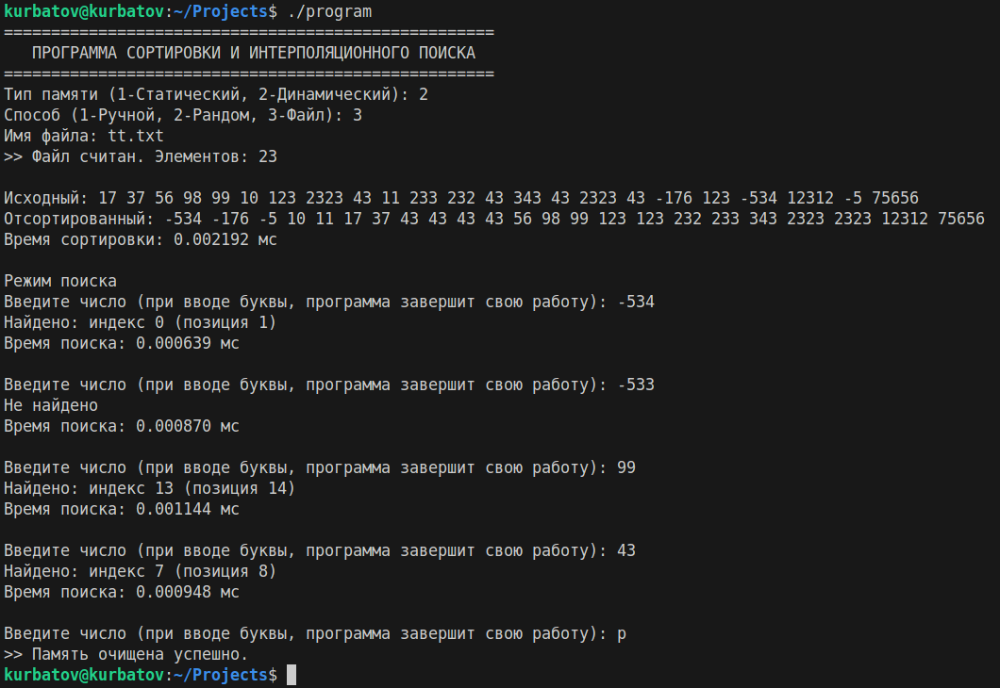 kurbatov@kurbatov:~/Projects$ ./program
====================================================
   ПРОГРАММА СОРТИРОВКИ И ИНТЕРПОЛЯЦИОННОГО ПОИСКА
====================================================
Тип памяти (1-Статический, 2-Динамический): 2
Способ (1-Ручной, 2-Рандом, 3-Файл): 3
Имя файла: tt.txt
>> Файл считан. Элементов: 23

Исходный: 17 37 56 98 99 10 123 2323 43 11 233 232 43 343 43 2323 43 -176 123 -534 12312 -5 75656
Отсортированный: -534 -176 -5 10 11 17 37 43 43 43 43 56 98 99 123 123 232 233 343 2323 2323 12312 75656
Время сортировки: 0.002192 мс

Режим поиска
Введите число (при вводе буквы, программа завершит свою работу): -534
Найдено: индекс 0 (позиция 1)
Время поиска: 0.000639 мс

Введите число (при вводе буквы, программа завершит свою работу): -533
Не найдено
Время поиска: 0.000870 мс

Введите число (при вводе буквы, программа завершит свою работу): 99
Найдено: индекс 13 (позиция 14)
Время поиска: 0.001144 мс

Введите число (при вводе буквы, программа завершит свою работу): 43
Найдено: индекс 7 (позиция 8)
Время поиска: 0.000948 мс

Введите число (при вводе буквы, программа завершит свою работу): р
>> Память очищена успешно.
kurbatov@kurbatov:~/Projects$